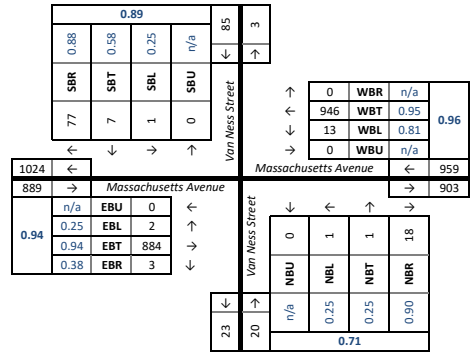 0.89
0.88 0.58 0.25 n/a
SBR SBT SBL SBU
77 7 1 0
← ↓ → ↑
85 3
↓ ↑
Van Ness Street
↑ 0 WBR n/a
← 946 WBT 0.95
↓ 13 WBL 0.81
→ 0 WBU n/a
0.96
1024 ←
Massachusetts Avenue
← 959
889 →
Massachusetts Avenue
→ 903
0.94
n/a EBU 0 ←
0.25 EBL 2 ↑
0.94 EBT 884 →
0.38 EBR 3 ↓
Van Ness Street
↓ ← ↑ →
0 1 1 18
NBU NBL NBT NBR
n/a 0.25 0.25 0.90
0.71
↓ ↑
23 20